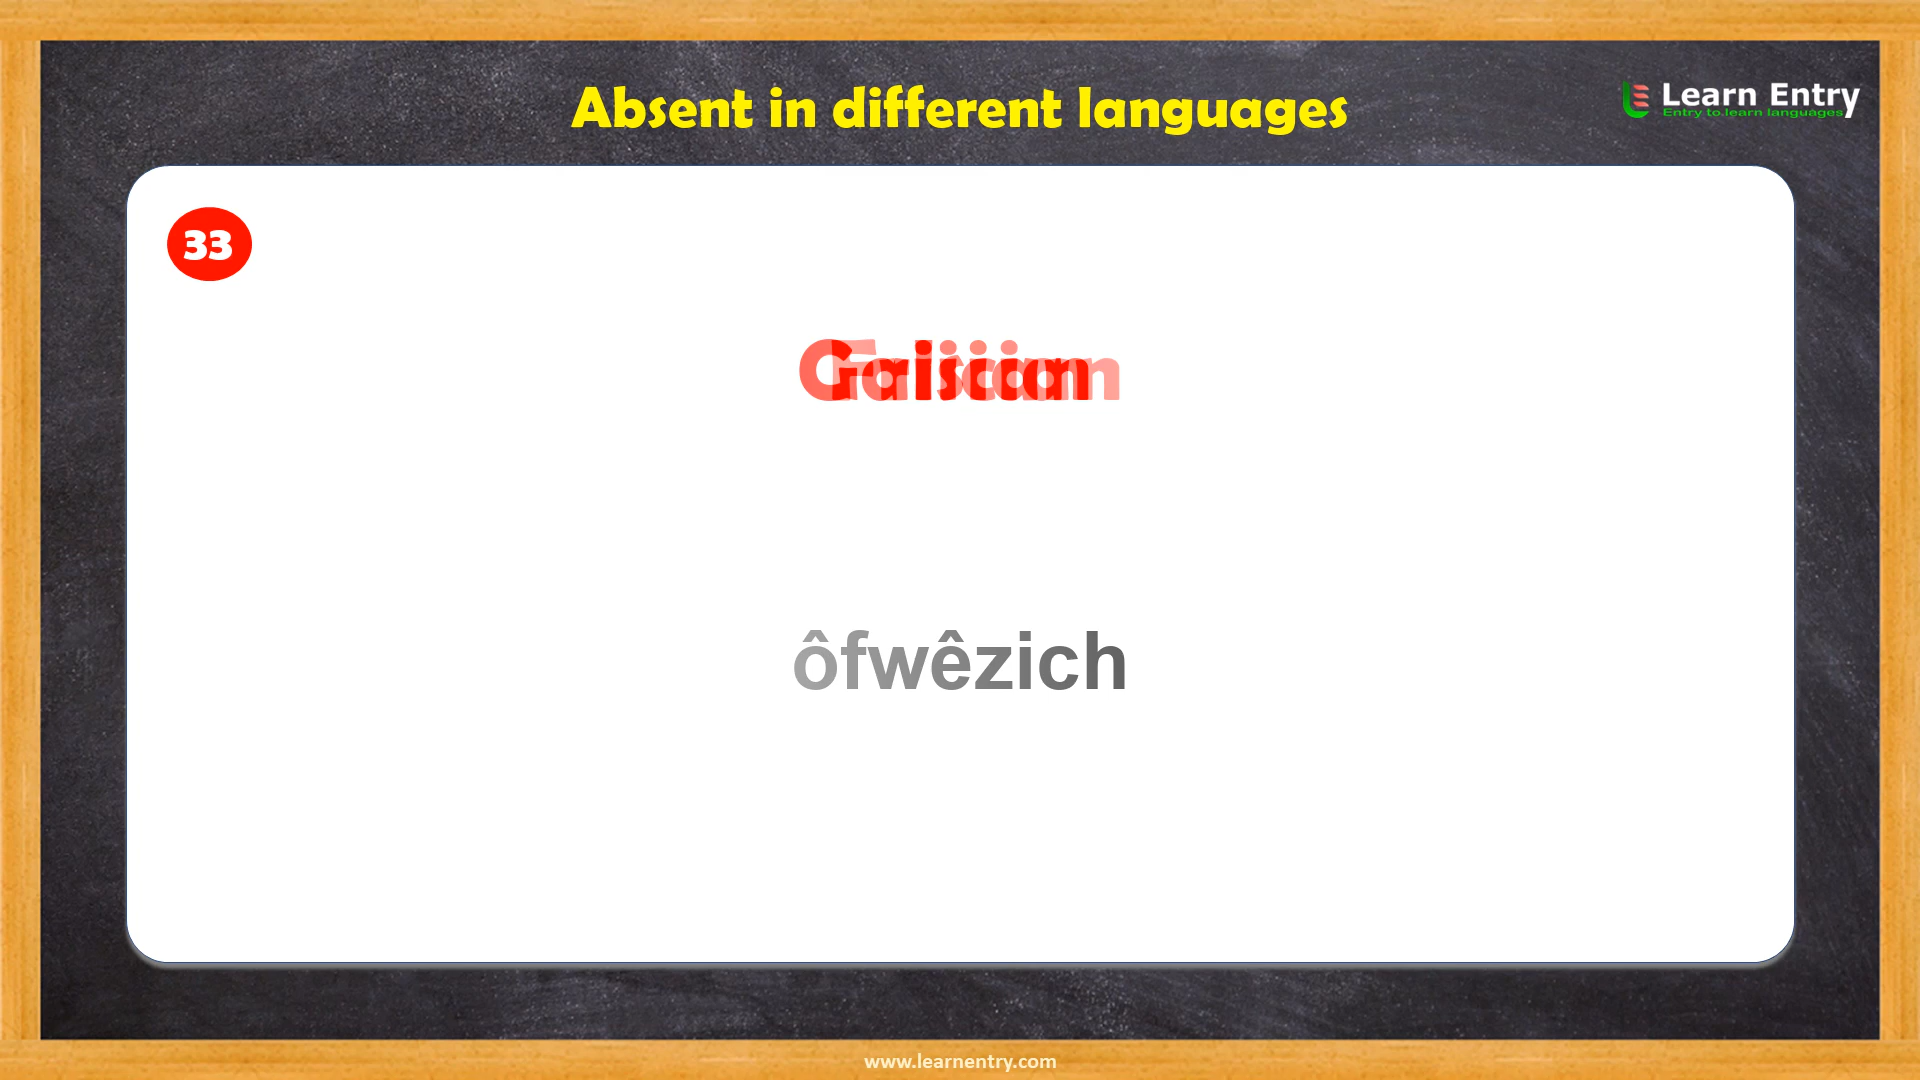 Absent in different languages
Learn Entry
Entry to learn languages
33
ôfwêzich
www.learnentry.com